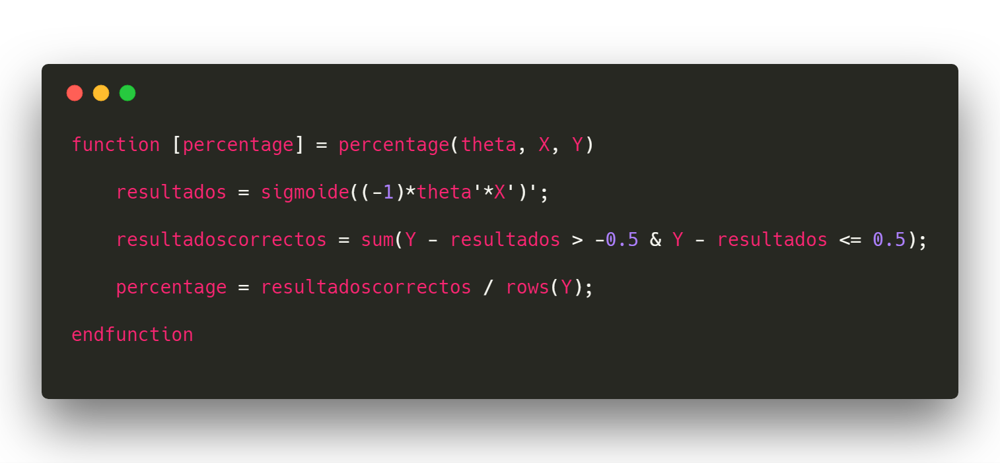 function [percentage] = percentage(theta, X, Y)
resultados = sigmoide((-1)*theta'*X')';
resultadoscorrectos = sum(Y - resultados > -0.5 & Y - resultados <= 0.5);
percentage = resultadoscorrectos / rows(Y);
endfunction